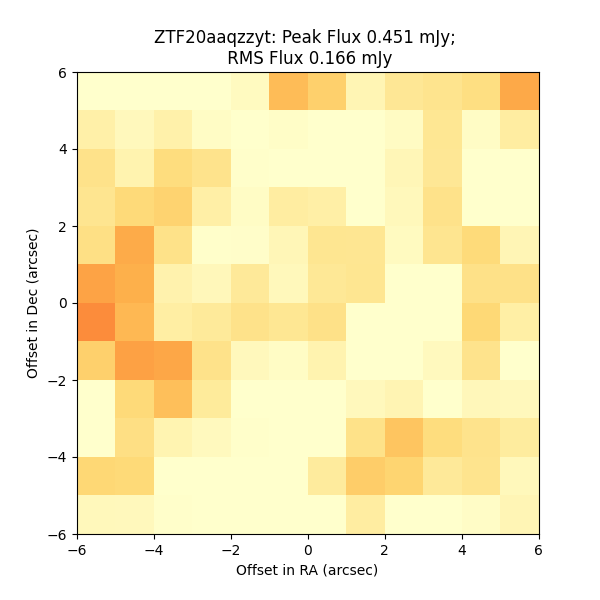 ZTF20aaqzzyt: Peak Flux 0.451 mJy;
RMS Flux 0.166 mJy
6
4
2
0
−2
−4
−6
Offset in Dec (arcsec)
−6 −4 −2 0 2 4 6
Offset in RA (arcsec)